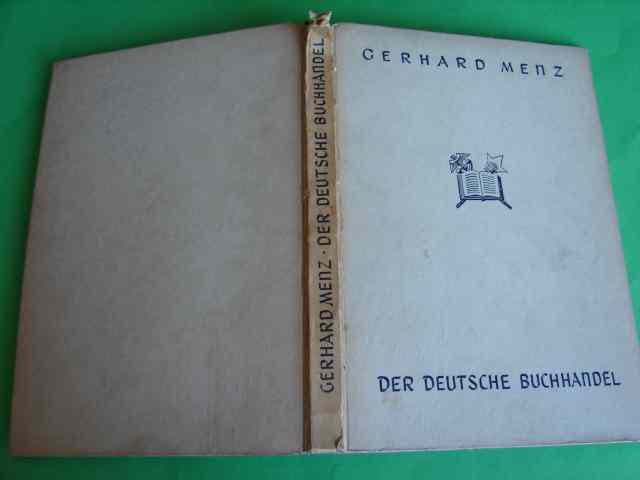 GERHARD MENZ
DER DEUTSCHE BUCHHANDEL
GERHARD MENZ · DER DEUTSCHE BUCHHANDEL